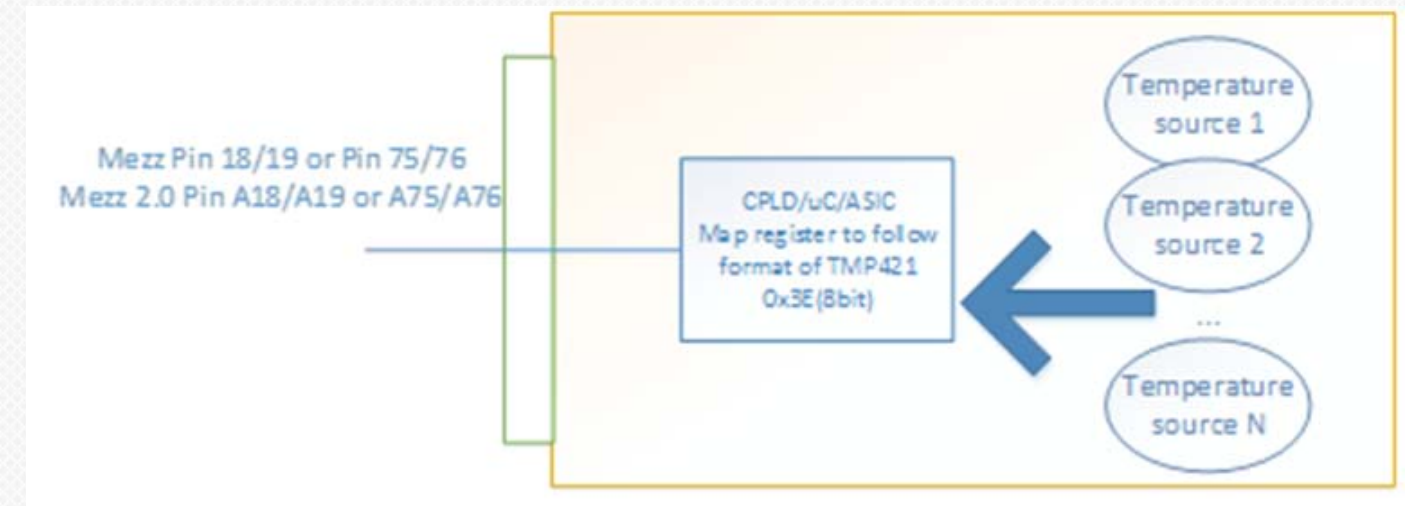 Mezz Pin 18/19 or Pin 75/76
Mezz 2.0 Pin A18/A19 or A75/A76
CPLD/uC/ASIC
Map register to follow
format of TMP421
0x3E(8bit)
Temperature
source 1
Temperature
source 2
...
Temperature
source N